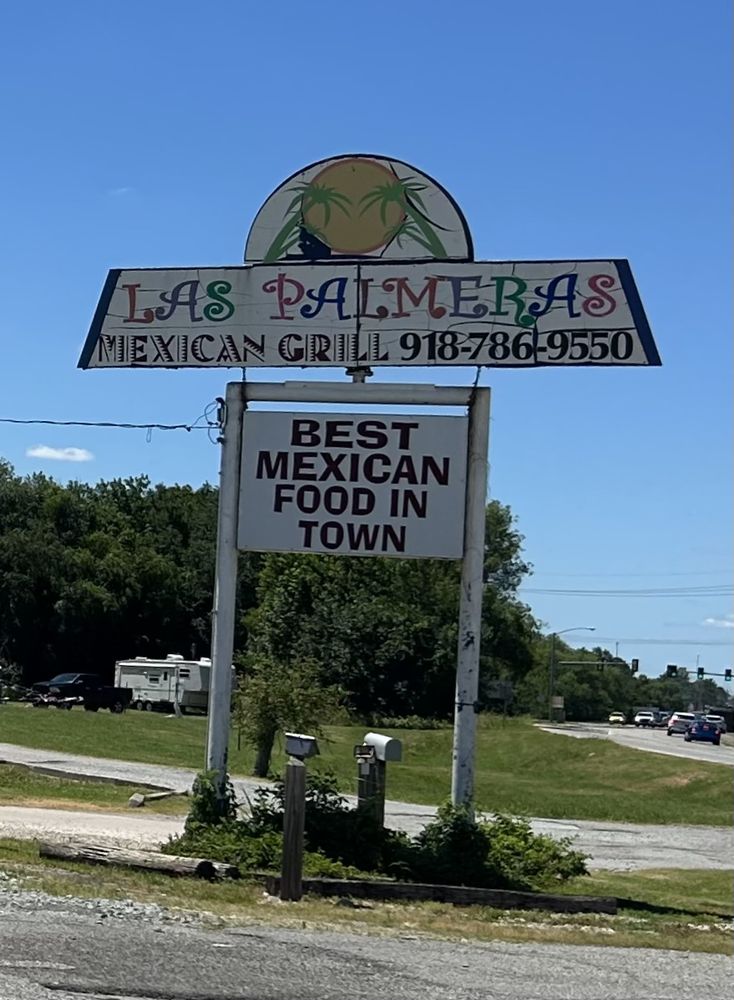 LAS PALMERAS
MEXICAN GRILL 918-786-9550
BEST
MEXICAN
FOOD IN
TOWN